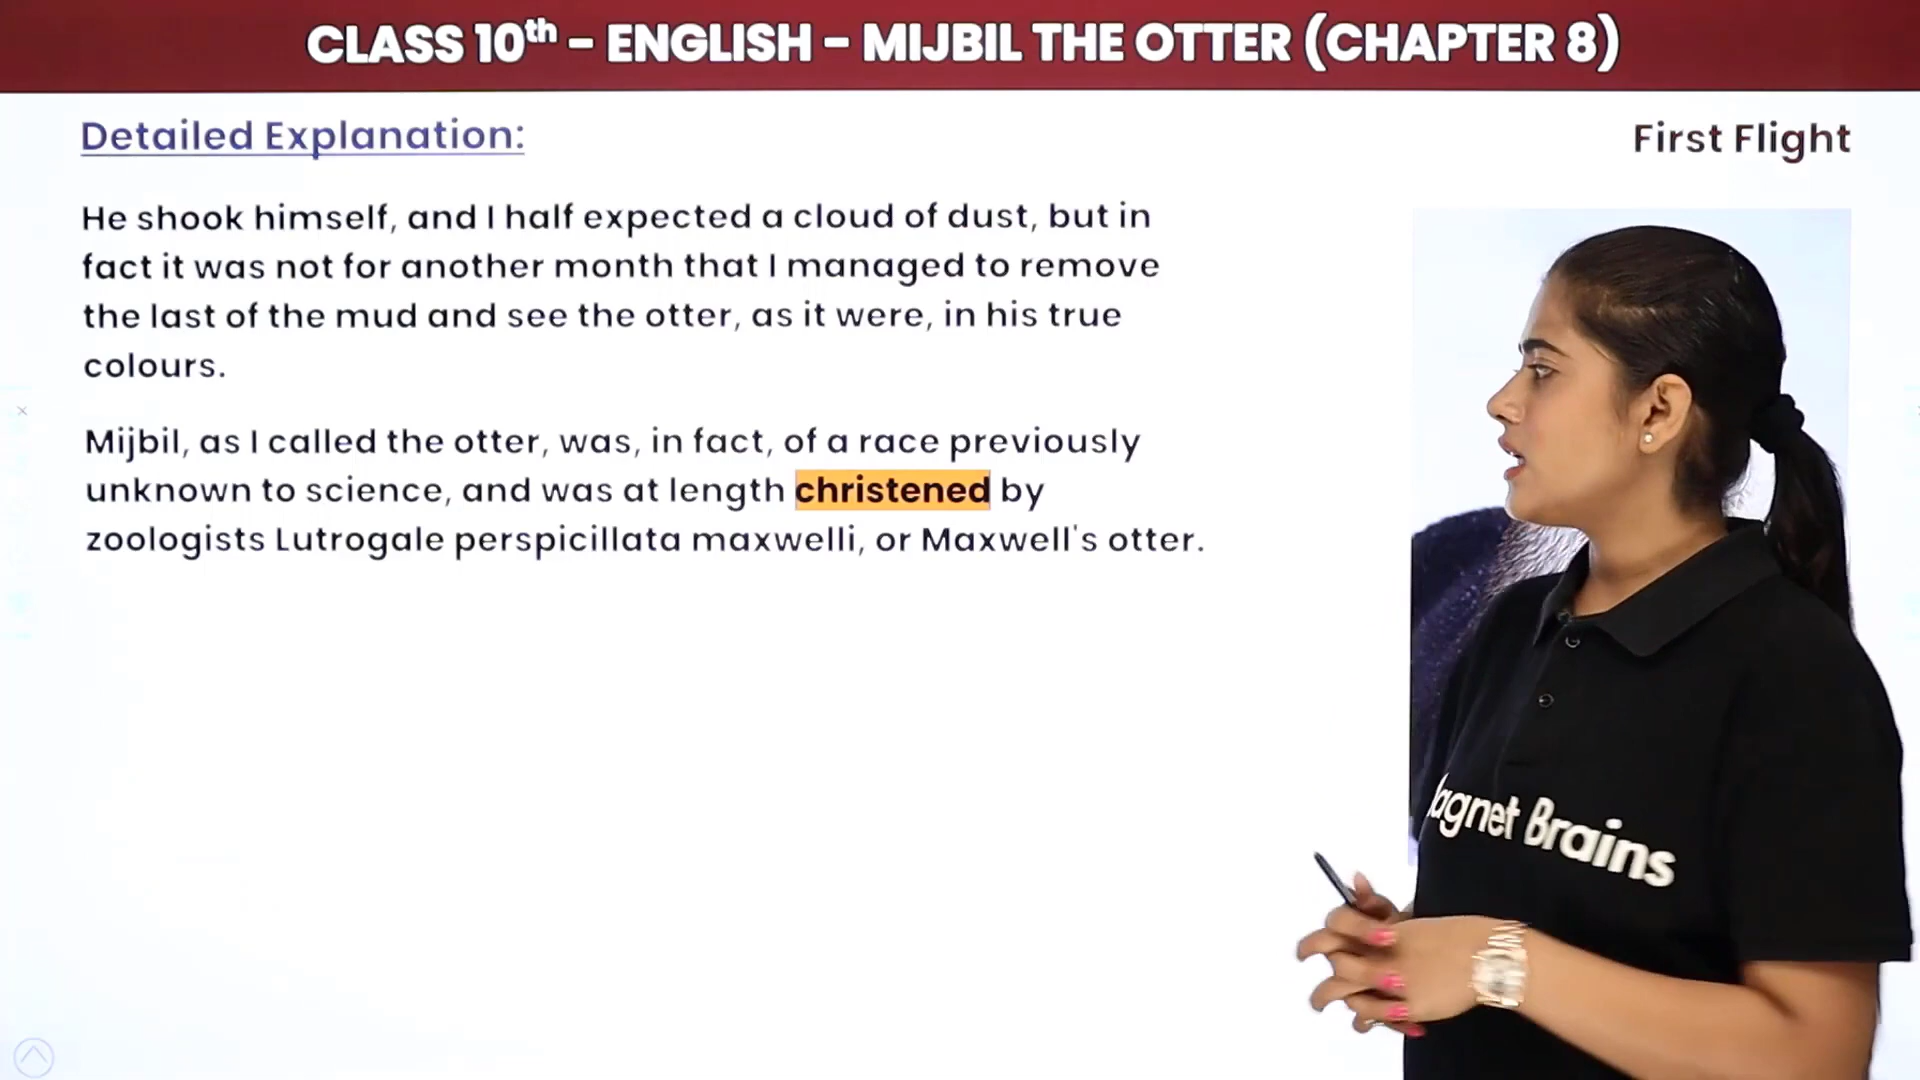 CLASS 10th – ENGLISH – MIJBIL THE OTTER (CHAPTER 8)
Detailed Explanation:
First Flight
He shook himself, and I half expected a cloud of dust, but in
fact it was not for another month that I managed to remove
the last of the mud and see the otter, as it were, in his true
colours.
Mijbil, as I called the otter, was, in fact, of a race previously
unknown to science, and was at length christened by
zoologists Lutrogale perspicillata maxwelli, or Maxwell's otter.
agnet Brains